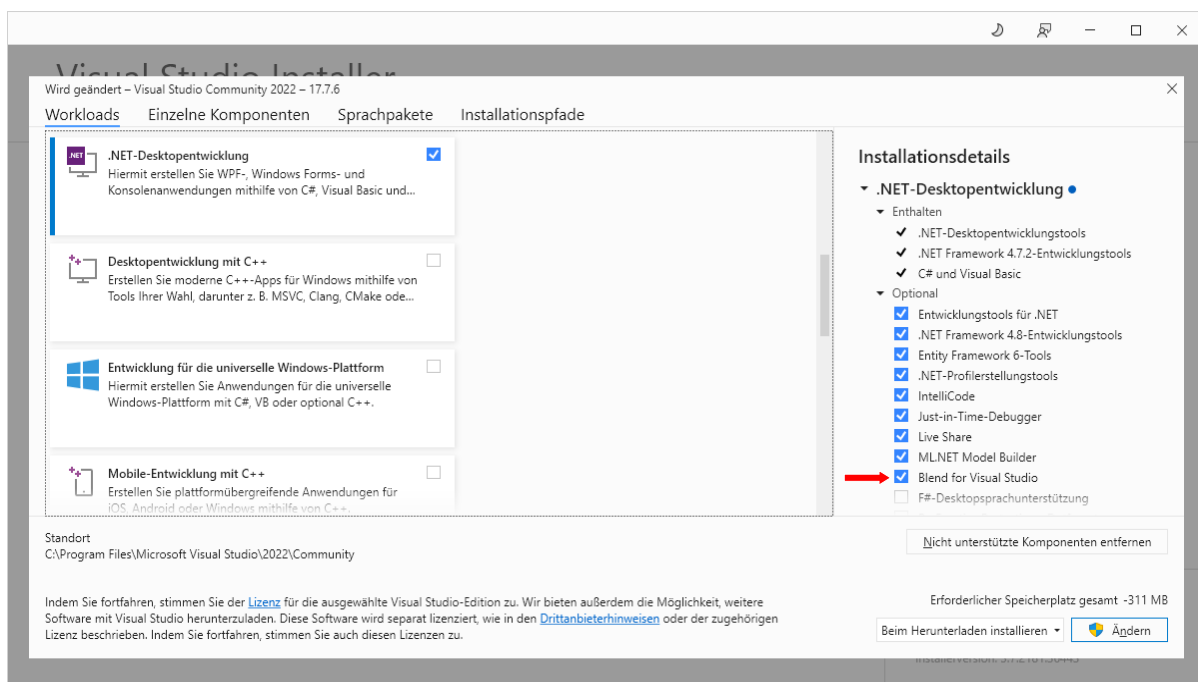 Visual Studio Installer
Wird geändert – Visual Studio Community 2022 – 17.7.6
Workloads Einzelne Komponenten Sprachpakete Installationspfade
.NET
.NET-Desktopentwicklung
Hiermit erstellen Sie WPF-, Windows Forms- und
Konsolenanwendungen mithilfe von C#, Visual Basic und...
Desktopentwicklung mit C++
Erstellen Sie moderne C++-Apps für Windows mithilfe von
Tools Ihrer Wahl, darunter z. B. MSVC, Clang, CMake ode...
Entwicklung für die universelle Windows-Plattform
Hiermit erstellen Sie Anwendungen für die universelle
Windows-Plattform mit C#, VB oder optional C++.
Mobile-Entwicklung mit C++
Erstellen Sie plattformübergreifende Anwendungen für
iOS, Android oder Windows mithilfe von C++.
Installationsdetails
.NET-Desktopentwicklung
Enthalten
.NET-Desktopentwicklungstools
.NET Framework 4.7.2-Entwicklungstools
C# und Visual Basic
Optional
Entwicklungstools für .NET
.NET Framework 4.8-Entwicklungstools
Entity Framework 6-Tools
.NET-Profilerstellungstools
IntelliCode
Just-in-Time-Debugger
Live Share
ML.NET Model Builder
Blend for Visual Studio
F#-Desktopsprachunterstützung
Standort
C:\Program Files\Microsoft Visual Studio\2022\Community
Nicht unterstützte Komponenten entfernen
Indem Sie fortfahren, stimmen Sie der Lizenz für die ausgewählte Visual Studio-Edition zu. Wir bieten außerdem die Möglichkeit, weitere
Software mit Visual Studio herunterzuladen. Diese Software wird separat lizenziert, wie in den Drittanbieterhinweisen oder der zugehörigen
Lizenz beschrieben. Indem Sie fortfahren, stimmen Sie auch diesen Lizenzen zu.
Erforderlicher Speicherplatz gesamt -311 MB
Beim Herunterladen installieren
Ändern